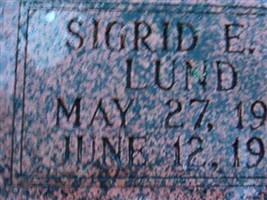 SIGRID E.
LUND
MAY 27, 19
JUNE 12, 19